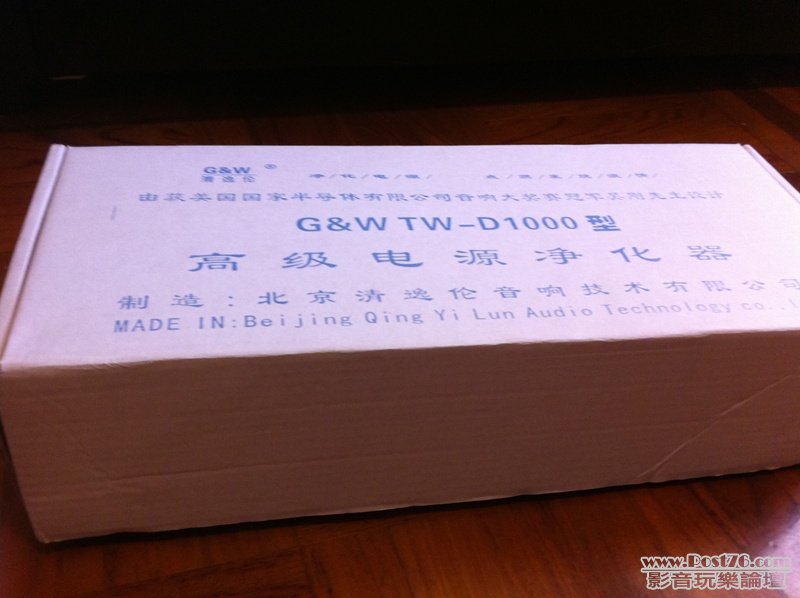 G&W®
清逸伦
净/化/电/源/
由获美国国家半导体有限公司音响大奖赛冠军吴刚先生设计
G&W TW-D1000型
高级电源净化器
制造：北京清逸伦音响技术有限公司
MADE IN:Beijing Qing Yi Lun Audio Technology co.,L
www.Post76.com
影音玩樂論壇